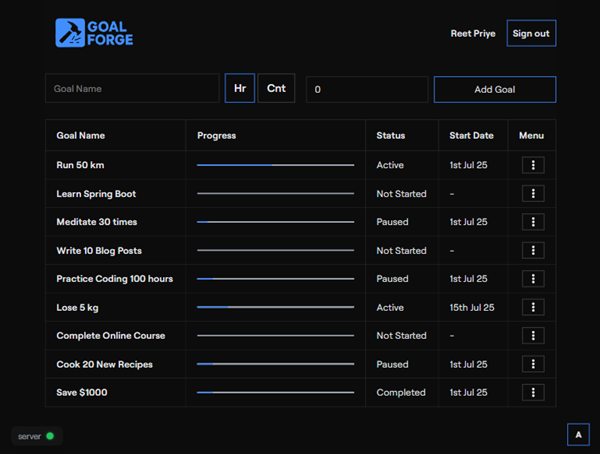 GOAL
FORGE
Reet Priye Sign out
Goal Name Hr Cnt 0 Add Goal
Goal Name Progress Status Start Date Menu
Run 50 km Active 1st Jul 25
Learn Spring Boot Not Started -
Meditate 30 times Paused 1st Jul 25
Write 10 Blog Posts Not Started -
Practice Coding 100 hours Paused 1st Jul 25
Lose 5 kg Active 15th Jul 25
Complete Online Course Not Started -
Cook 20 New Recipes Paused 1st Jul 25
Save $1000 Completed 1st Jul 25
server A